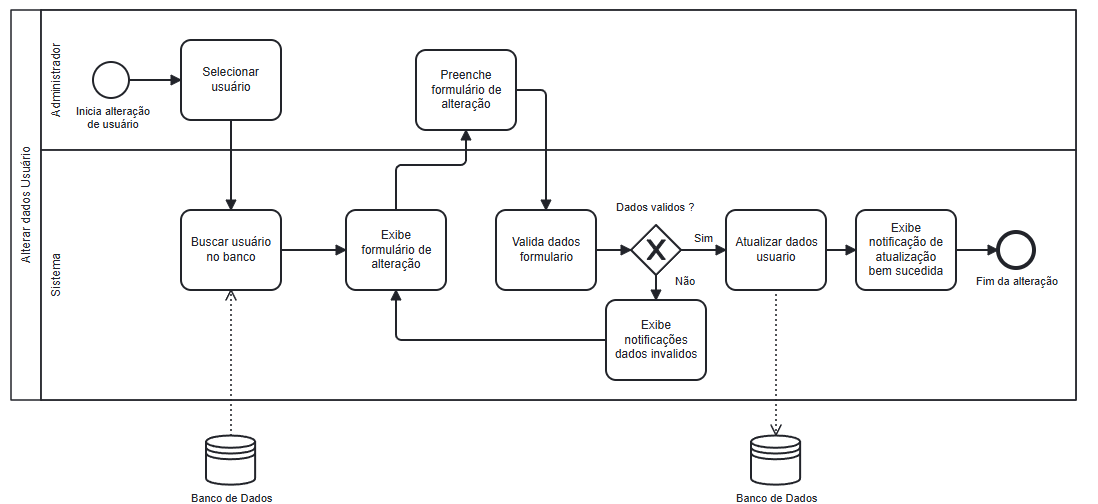 Alterar dados Usuário
Administrador
Inicia alteração
de usuário
Selecionar
usuário
Preenche
formulário de
alteração
Sistema
Buscar usuário
no banco
Exibe
formulário de
alteração
Valida dados
formulario
Dados validos ?
Sim
Não
Exibe
notificações
dados invalidos
Atualizar dados
usuario
Exibe
notificação de
atualização
bem sucedida
Fim da alteração
Banco de Dados
Banco de Dados